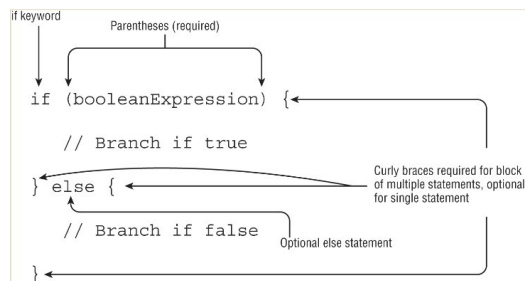 if keyword
Parentheses (required)
if (booleanExpression) {
// Branch if true
Curly braces required for block
of multiple statements, optional
for single statement
} else {
// Branch if false
Optional else statement
}